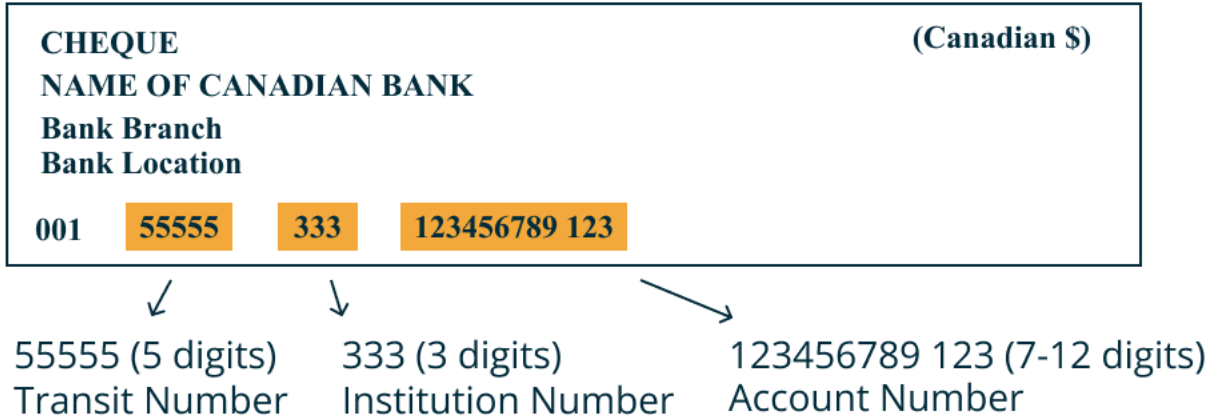 CHEQUE (Canadian $)
NAME OF CANADIAN BANK
Bank Branch
Bank Location
001 55555 333 123456789 123
55555 (5 digits) 333 (3 digits) 123456789 123 (7-12 digits)
Transit Number Institution Number Account Number